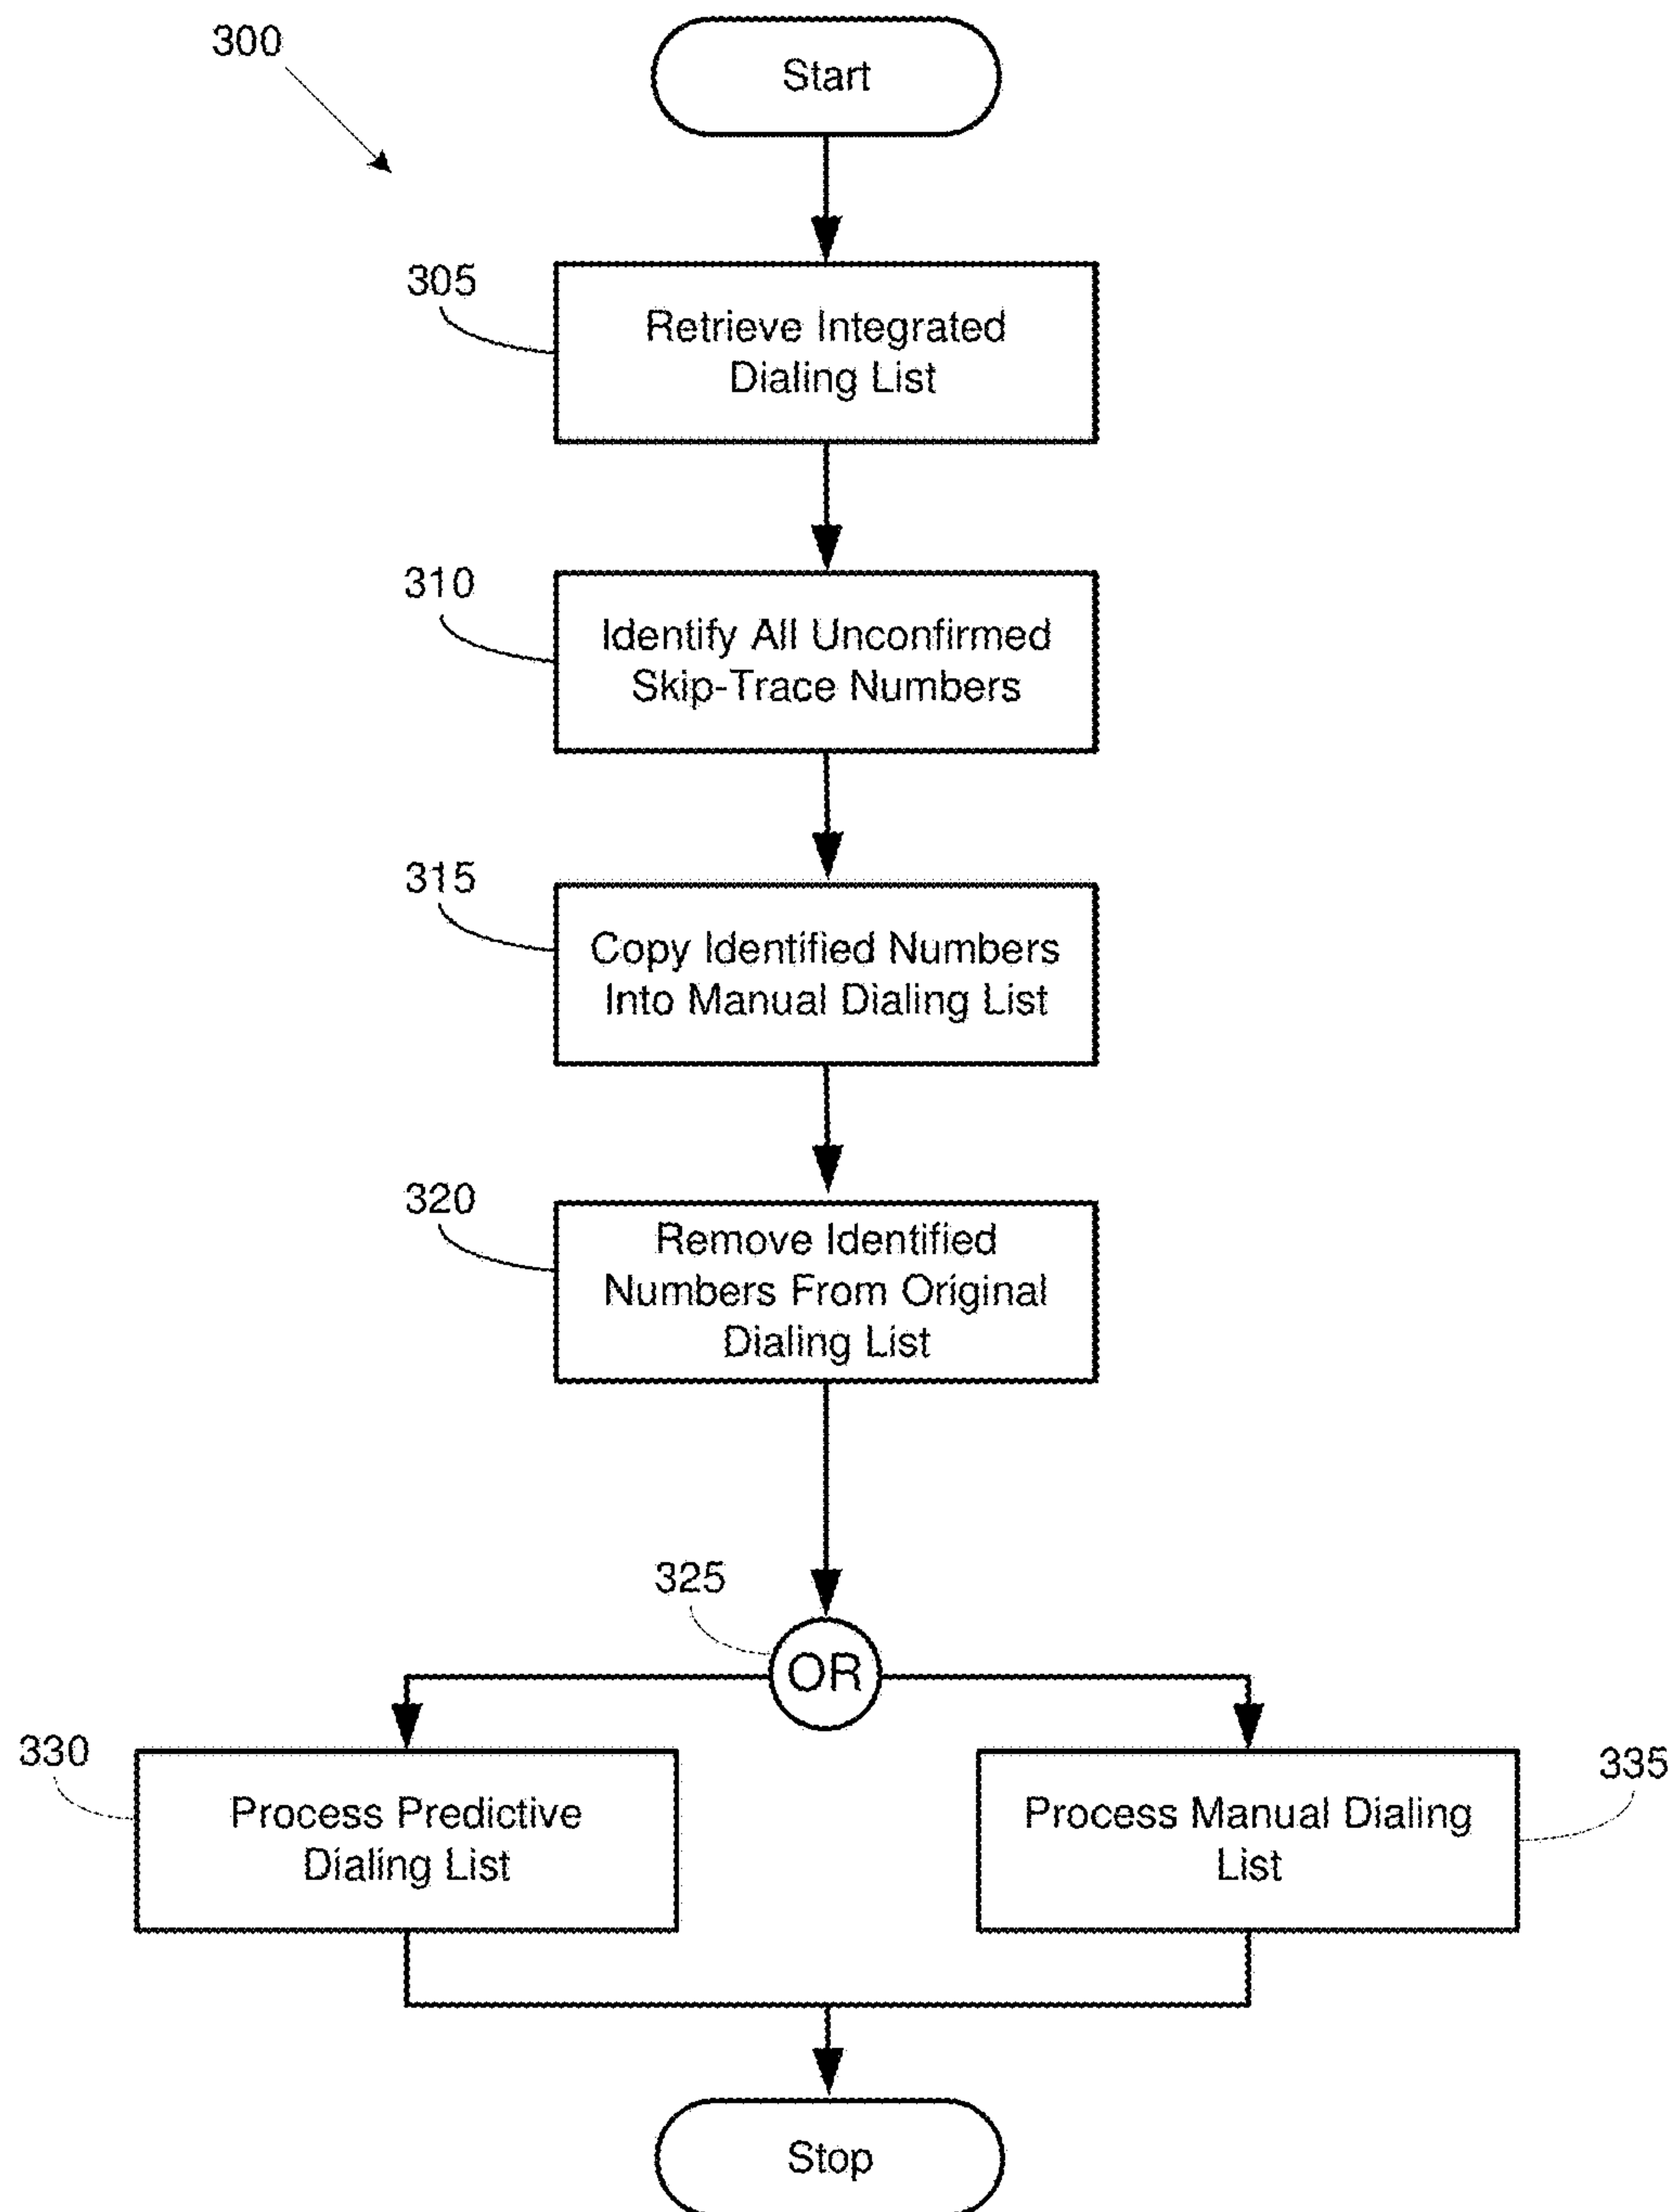 300
Start
305
Retrieve Integrated
Dialing List
310
Identify All Unconfirmed
Skip-Trace Numbers
315
Copy Identified Numbers
Into Manual Dialing List
320
Remove Identified
Numbers From Original
Dialing List
325
OR
330
Process Predictive
Dialing List
335
Process Manual Dialing
List
Stop